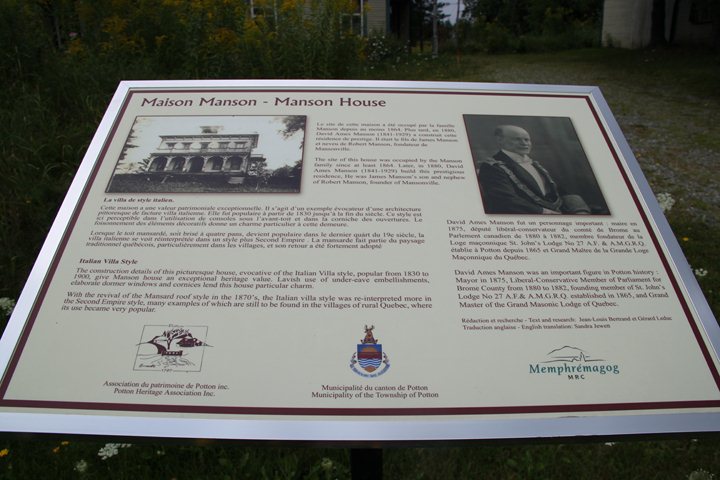 Maison Manson - Manson House
Le site de cette maison a été occupé par la famille
Manson depuis au moins 1864. Plus tard, en 1880,
David Ames Manson (1841-1929) a construit cette
résidence de prestige. Il était le fils de James Manson
et neveu de Robert Manson, fondateur de
Mansonville.
The site of this house was occupied by the Manson
family since at least 1864. Later, in 1880, David
Ames Manson (1841-1929) build this prestigious
residence. He was James Manson's son and nephew
of Robert Manson, founder of Mansonville.
La villa de style italien.
Cette maison a une valeur patrimoniale exceptionnelle. Il s'agit d'un exemple évocateur d'une architecture
pittoresque de facture villa italienne. Elle fut populaire à partir de 1830 jusqu'à la fin du siècle. Ce style est
ici perceptible dans l'utilisation de consoles sous l'avant-toit et dans la corniche des ouvertures. Le
foisonnement des éléments décoratifs donne un charme particulier à cette demeure.
Lorsque le toit mansardé, soit brisé à quatre pans, devient populaire dans le dernier quart du 19e siècle, la
villa italienne se voit réinterprétée dans un style plus Second Empire. La mansarde fait partie du paysage
traditionnel québécois, particulièrement dans les villages, et son retour a été fortement adopté
Italian Villa Style
The construction details of this picturesque house, evocative of the Italian Villa style, popular from 1830 to
1900, give Manson house an exceptional heritage value. Lavish use of under-eave embellishments,
elaborate dormer windows and cornices lend this house particular charm.
With the revival of the Mansard roof style in the 1870's, the Italian villa style was re-interpreted more in
the Second Empire style, many examples of which are still to be found in the villages of rural Quebec, where
its use became very popular.
David Ames Manson fut un personnage important : maire en
1875, député libéral-conservateur du comté de Brome au
Parlement canadien de 1880 à 1882, membre fondateur de la
Loge maçonnique St. John's Lodge No 27 A.F. & A.M.G.R.Q.
établie à Potton depuis 1865 et Grand Maître de la Grande Loge
Maçonnique du Québec.
David Ames Manson was an important figure in Potton history :
Mayor in 1875, Liberal-Conservative Member of Parliament for
Brome County from 1880 to 1882, founding member of St. John's
Lodge No 27 A.F.& A.M.G.R.Q. established in 1865, and Grand
Master of the Grand Masonic Lodge of Quebec.
Rédaction et recherche - Text and research: Jean-Louis Bertrand et Gérard Leduc
Traduction anglaise - English translation: Sandra Jewett
Association du patrimoine de Potton inc.
Potton Heritage Association Inc.
Municipalité du canton de Potton
Municipality of the Township of Potton
Memphrémagog
MRC